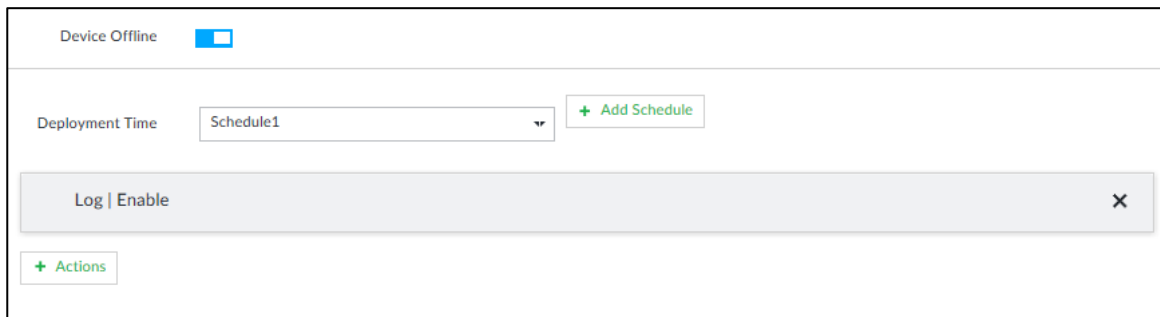 Device Offline
Deployment Time Schedule1 + Add Schedule
Log | Enable
+ Actions